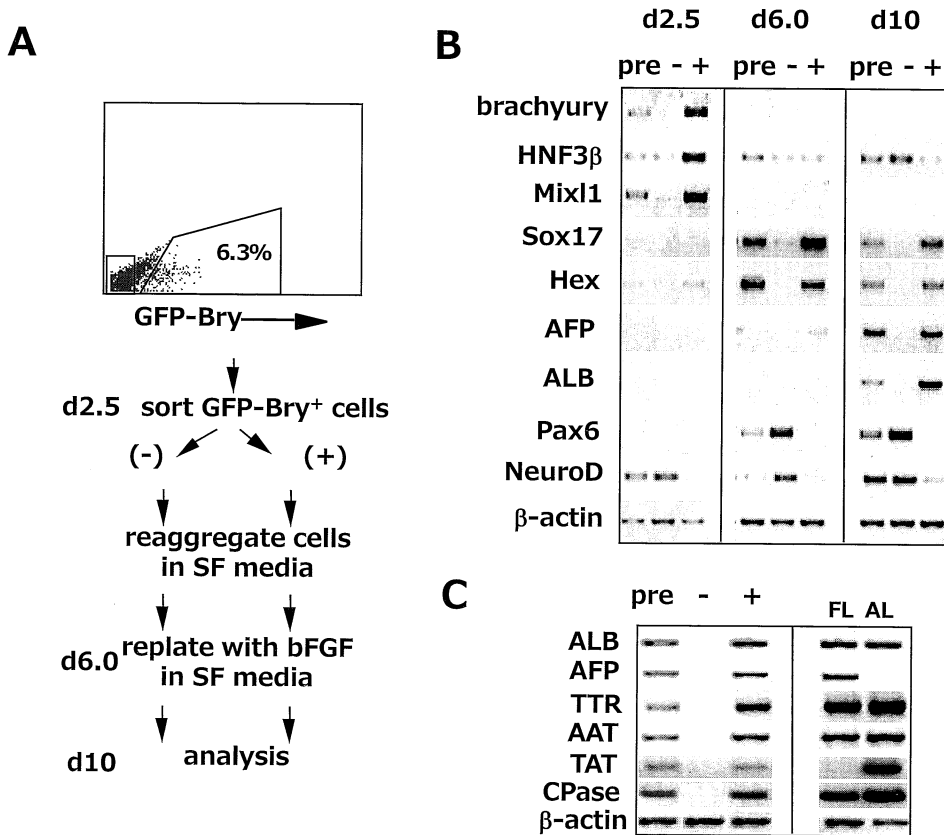 A
6.3%
GFP-Bry
d2.5 sort GFP-Bry+ cells
(-) (+)
reaggregate cells
in SF media
d6.0 replate with bFGF
in SF media
d10 analysis
B
d2.5 d6.0 d10
pre - + pre - + pre - +
brachyury
HNF3β
Mixl1
Sox17
Hex
AFP
ALB
Pax6
NeuroD
β-actin
C
pre - + FL AL
ALB
AFP
TTR
AAT
TAT
CPase
β-actin